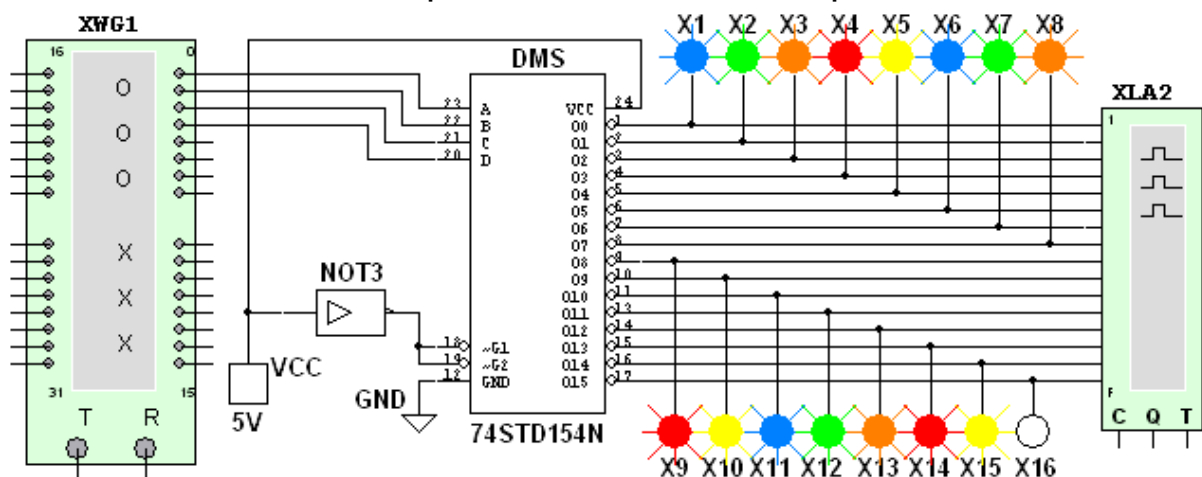 XWG1
16 0
O
O
O
X
X
X
31 15
T R
VCC
5V
NOT3
GND
DMS
23 A
22 B
21 C
20 D
18 ~G1
19 ~G2
12 GND
VCC 24
O0 1
O1 2
O2 3
O3 4
O4 5
O5 6
O6 7
O7 8
O8 9
O9 10
O10 11
O11 13
O12 14
O13 15
O14 16
O15 17
74STD154N
X1 X2 X3 X4 X5 X6 X7 X8
X9 X10 X11 X12 X13 X14 X15 X16
XLA2
1
F
C Q T